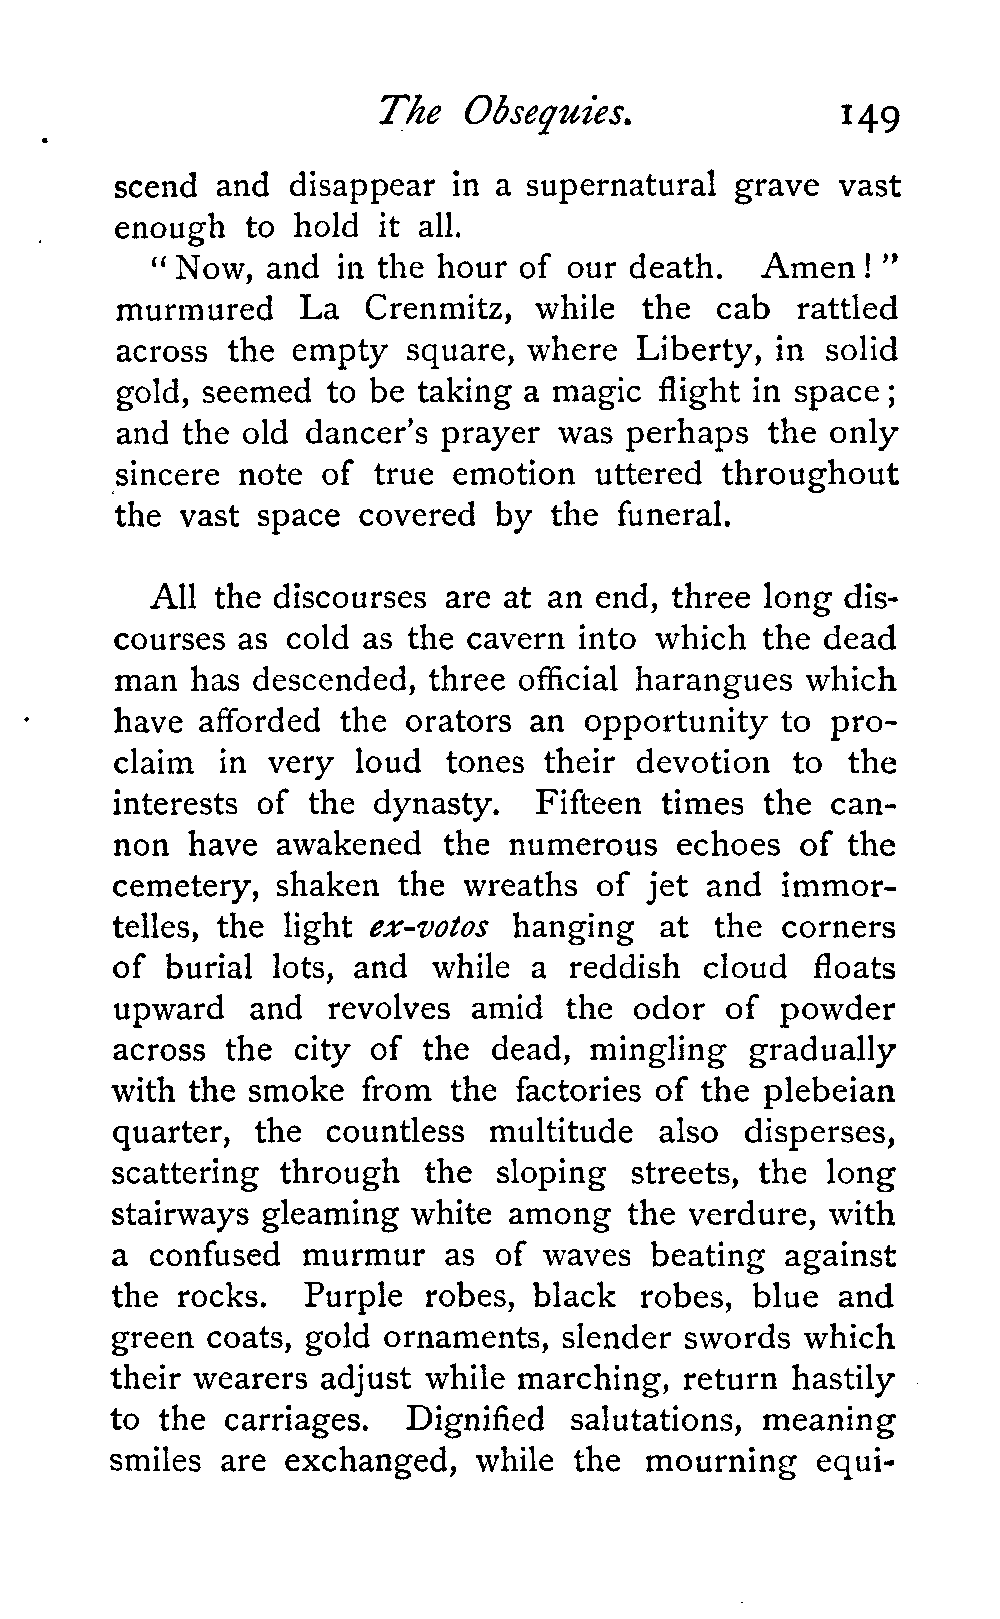 The Obsequies. 149
scend and disappear in a supernatural grave vast
enough to hold it all.
“ Now, and in the hour of our death. Amen ! ”
murmured La Crenmitz, while the cab rattled
across the empty square, where Liberty, in solid
gold, seemed to be taking a magic flight in space ;
and the old dancer’s prayer was perhaps the only
sincere note of true emotion uttered throughout
the vast space covered by the funeral.
All the discourses are at an end, three long dis-
courses as cold as the cavern into which the dead
man has descended, three official harangues which
have afforded the orators an opportunity to pro-
claim in very loud tones their devotion to the
interests of the dynasty. Fifteen times the can-
non have awakened the numerous echoes of the
cemetery, shaken the wreaths of jet and immor-
telles, the light ex-votos hanging at the corners
of burial lots, and while a reddish cloud floats
upward and revolves amid the odor of powder
across the city of the dead, mingling gradually
with the smoke from the factories of the plebeian
quarter, the countless multitude also disperses,
scattering through the sloping streets, the long
stairways gleaming white among the verdure, with
a confused murmur as of waves beating against
the rocks. Purple robes, black robes, blue and
green coats, gold ornaments, slender swords which
their wearers adjust while marching, return hastily
to the carriages. Dignified salutations, meaning
smiles are exchanged, while the mourning equi-